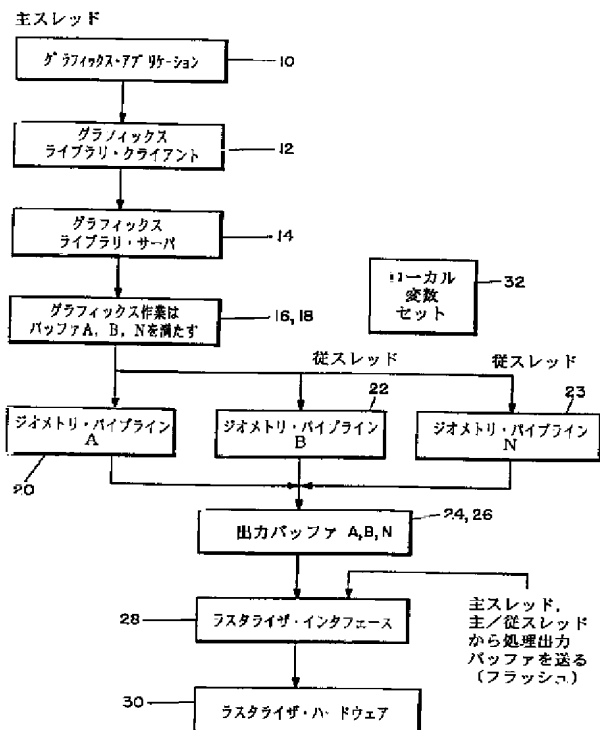 主スレッド
グラフィックス・アプリケーション
10
グラフィックス
ライブラリ・クライアント
12
グラフィックス
ライブラリ・サーバ
14
ローカル
変数
セット
32
グラフィックス作業は
バッファA, B, Nを満たす
16, 18
従スレッド
従スレッド
22
23
ジオメトリ・パイプライン
A
ジオメトリ・パイプライン
B
ジオメトリ・パイプライン
N
20
24, 26
出力バッファ A,B,N
28
ラスタライザ・インタフェース
主スレッド,
主/従スレッド
から処理出力
バッファを送る
(フラッシュ)
30
ラスタライザ・ハードウェア